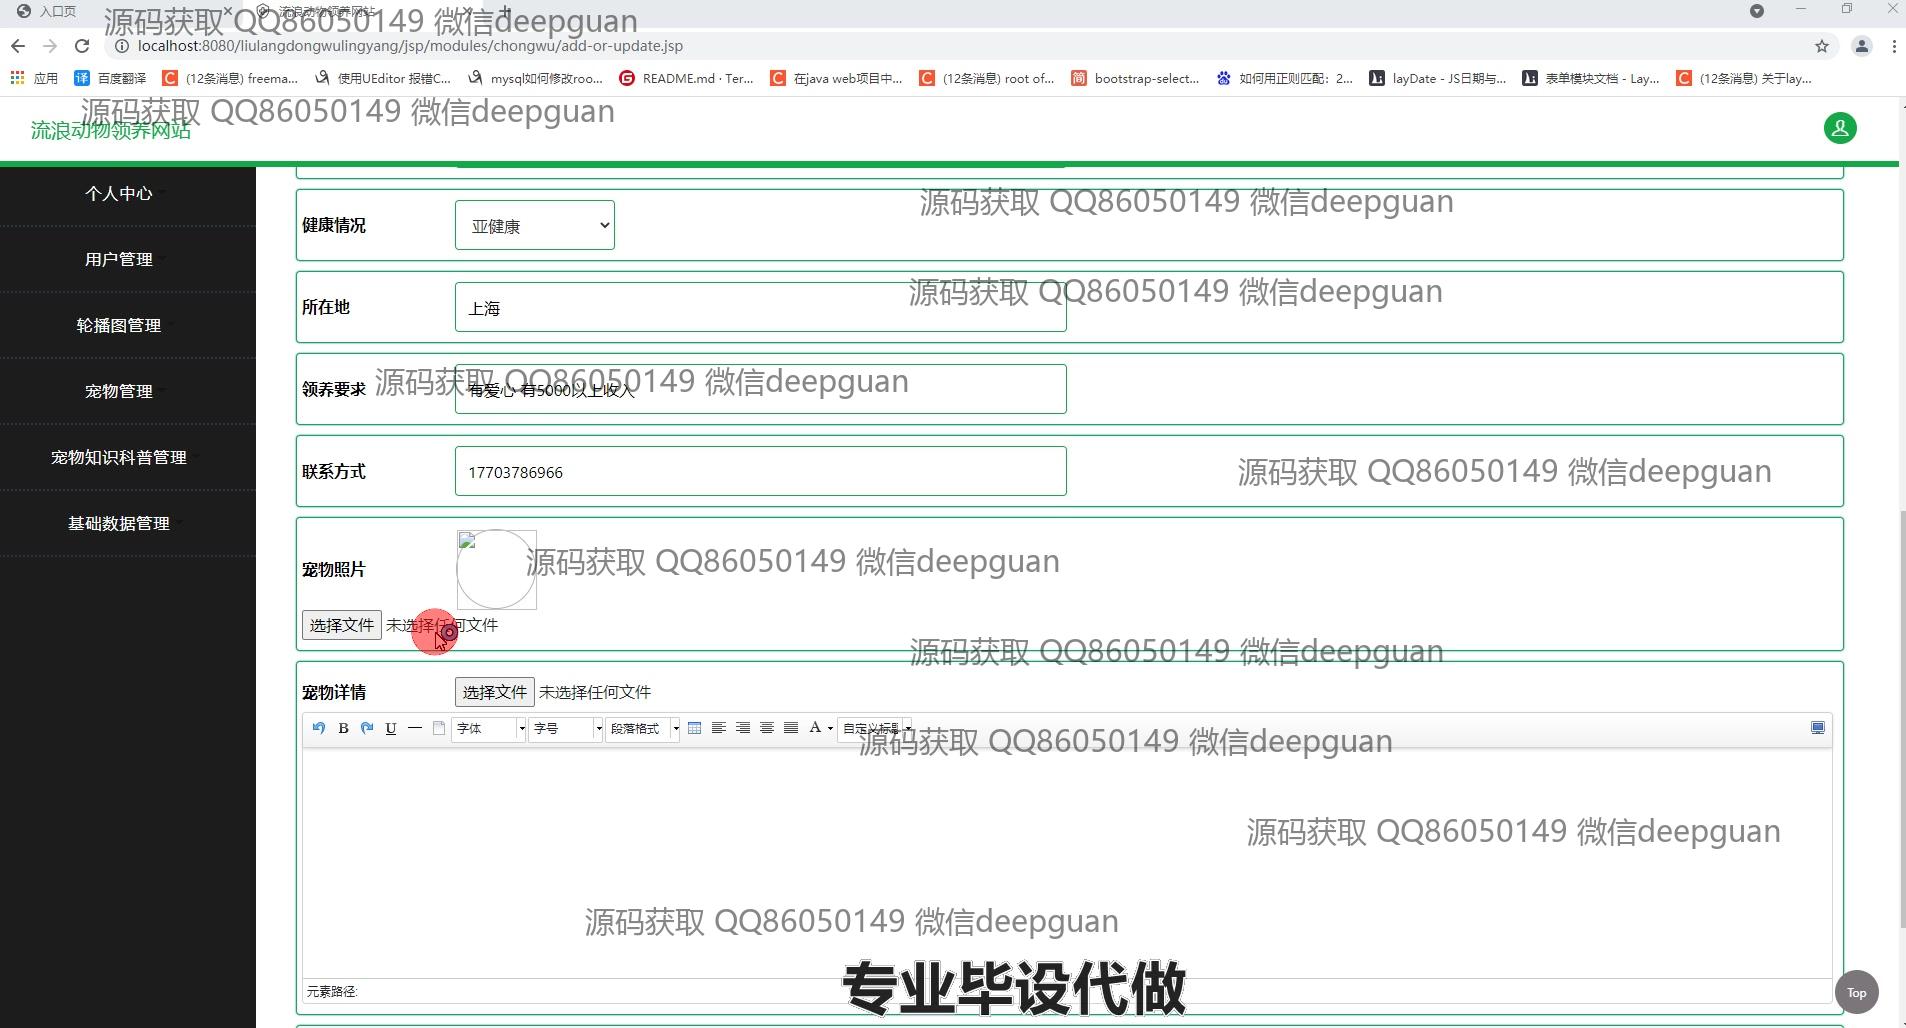 入口页
流浪动物领养网站
源码获取 QQ86050149 微信deepguan
localhost:8080/liulangdongwulingyang/jsp/modules/chongwu/add-or-update.jsp
应用 百度翻译 (12条消息) freema... 使用UEditor 报错C... mysql如何修改roo... README.md · Ter... 在java web项目中... (12条消息) root of... bootstrap-select... 如何用正则匹配：2... layDate - JS日期与... 表单模块文档 - Lay... (12条消息) 关于lay...
源码获取 QQ86050149 微信deepguan
流浪动物领养网站
个人中心
源码获取 QQ86050149 微信deepguan
健康情况 亚健康
用户管理
源码获取 QQ86050149 微信deepguan
所在地 上海
轮播图管理
源码获取 QQ86050149 微信deepguan
领养要求 有爱心 有5000以上收入
宠物管理
宠物知识科普管理
联系方式 17703786966
源码获取 QQ86050149 微信deepguan
基础数据管理
源码获取 QQ86050149 微信deepguan
宠物照片
选择文件 未选择任何文件
源码获取 QQ86050149 微信deepguan
宠物详情 选择文件 未选择任何文件
B U 字体 字号 段落格式 A 自定义标题
源码获取 QQ86050149 微信deepguan
源码获取 QQ86050149 微信deepguan
源码获取 QQ86050149 微信deepguan
专业毕设代做
元素路径:
Top